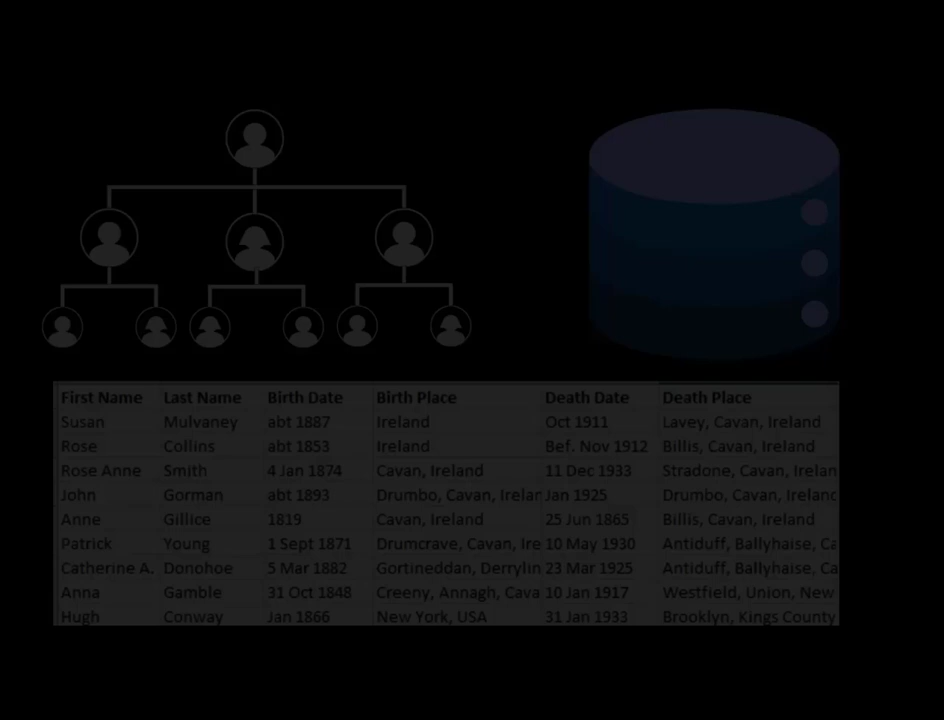 First Name Last Name Birth Date Birth Place Death Date Death Place
Susan Mulvaney abt 1887 Ireland Oct 1911 Lavey, Cavan, Ireland
Rose Collins abt 1853 Ireland Bef. Nov 1912 Billis, Cavan, Ireland
Rose Anne Smith 4 Jan 1874 Cavan, Ireland 11 Dec 1933 Stradone, Cavan, Irelan
John Gorman abt 1893 Drumbo, Cavan, Irelan Jan 1925 Drumbo, Cavan, Irelanc
Anne Gillice 1819 Cavan, Ireland 25 Jun 1865 Billis, Cavan, Ireland
Patrick Young 1 Sept 1871 Drumcrave, Cavan, Ire 10 May 1930 Antiduff, Ballyhaise, Ca
Catherine A. Donohoe 5 Mar 1882 Gortineddan, Derrylin 23 Mar 1925 Antiduff, Ballyhaise, Ca
Anna Gamble 31 Oct 1848 Creeny, Annagh, Cava 10 Jan 1917 Westfield, Union, New
Hugh Conway Jan 1866 New York, USA 31 Jan 1933 Brooklyn, Kings County